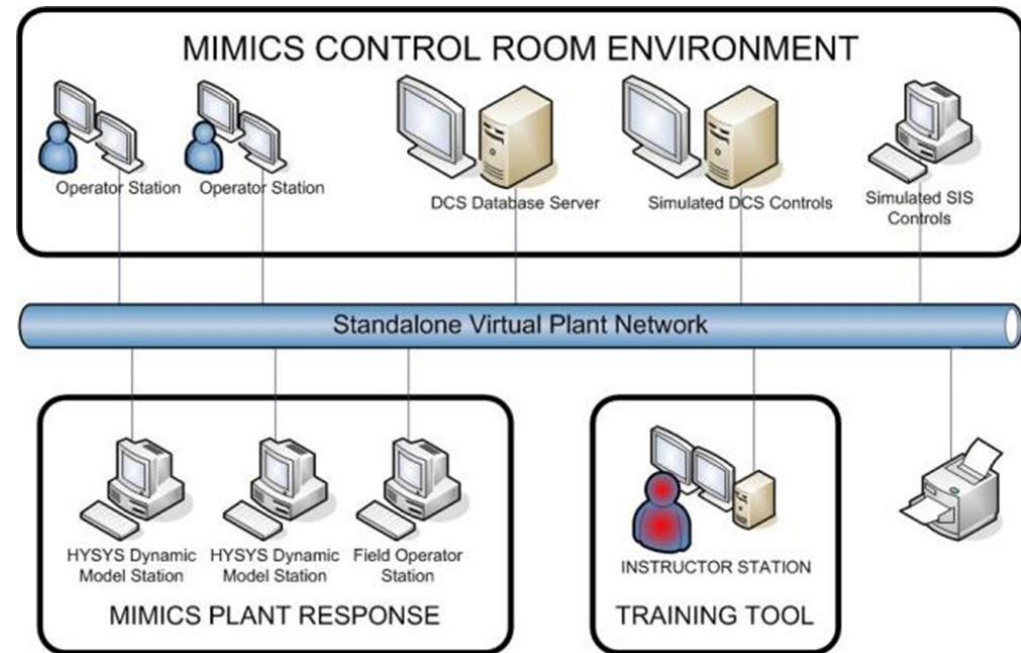 MIMICS CONTROL ROOM ENVIRONMENT
Operator Station
Operator Station
DCS Database Server
Simulated DCS Controls
Simulated SIS
Controls
Standalone Virtual Plant Network
HYSYS Dynamic
Model Station
HYSYS Dynamic
Model Station
Field Operator
Station
MIMICS PLANT RESPONSE
INSTRUCTOR STATION
TRAINING TOOL